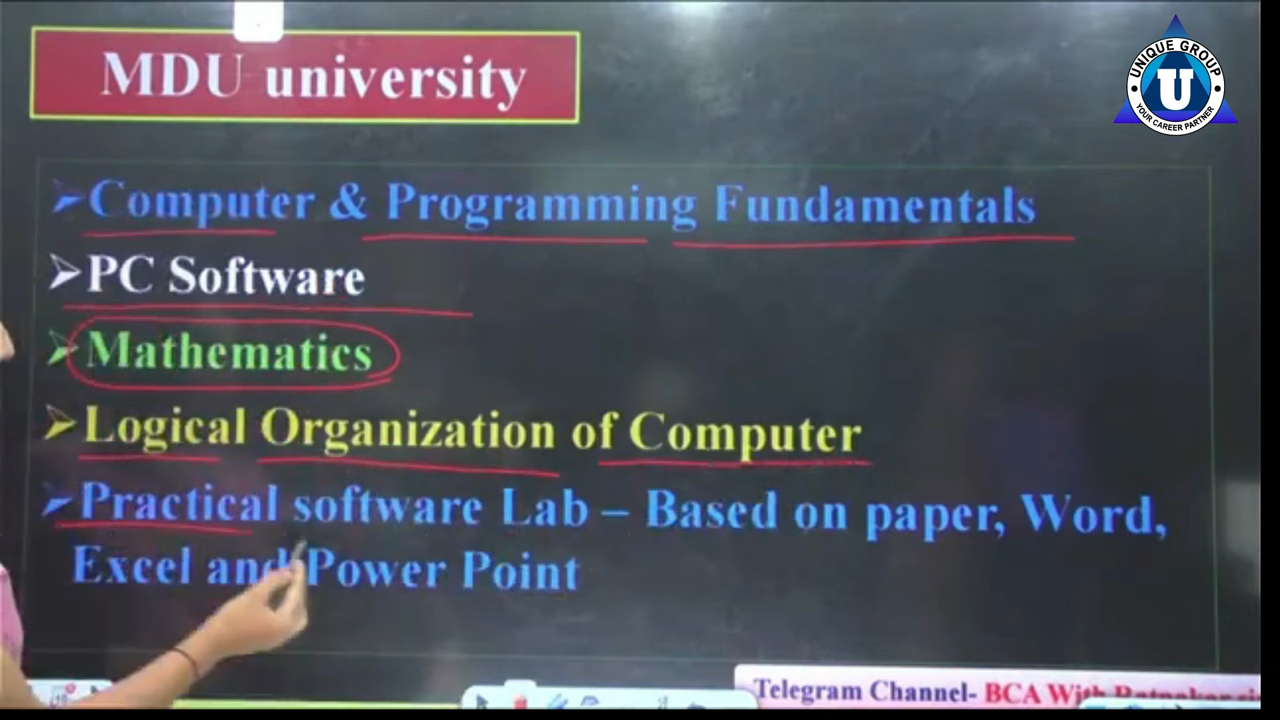 MDU university
UNIQUE GROUP
U
YOUR CAREER PARTNER
➢Computer & Programming Fundamentals
➢PC Software
➢Mathematics
➢Logical Organization of Computer
➢Practical software Lab – Based on paper, Word,
Excel and Power Point
Telegram Channel- BCA With